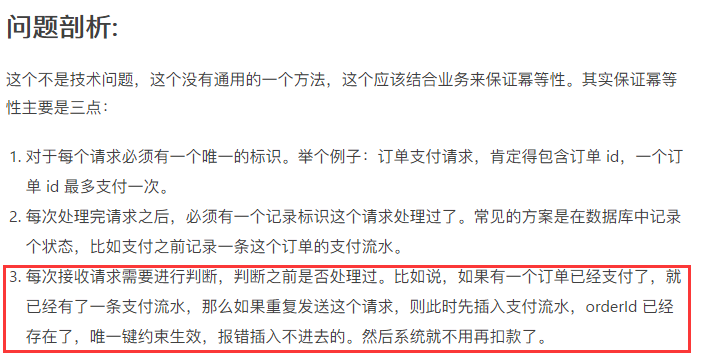 问题剖析:
这个不是技术问题，这个没有通用的一个方法，这个应该结合业务来保证幂等性。其实保证幂等
性主要是三点：
1. 对于每个请求必须有一个唯一的标识。举个例子：订单支付请求，肯定得包含订单 id，一个订
单 id 最多支付一次。
2. 每次处理完请求之后，必须有一个记录标识这个请求处理过了。常见的方案是在数据库中记录
个状态，比如支付之前记录一条这个订单的支付流水。
3. 每次接收请求需要进行判断，判断之前是否处理过。比如说，如果有一个订单已经支付了，就
已经有了一条支付流水，那么如果重复发送这个请求，则此时先插入支付流水，orderId 已经
存在了，唯一键约束生效，报错插入不进去的。然后系统就不用再扣款了。